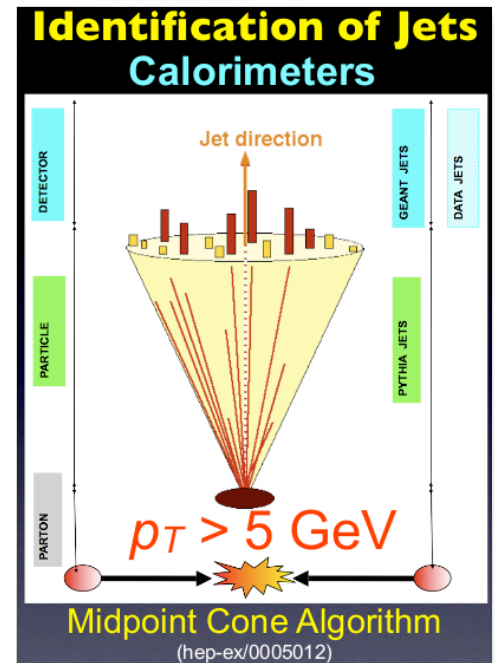 Identification of Jets
Calorimeters
Jet direction
DETECTOR
GEANT JETS
DATA JETS
PARTICLE
PYTHIA JETS
PARTON
pT > 5 GeV
Midpoint Cone Algorithm
(hep-ex/0005012)